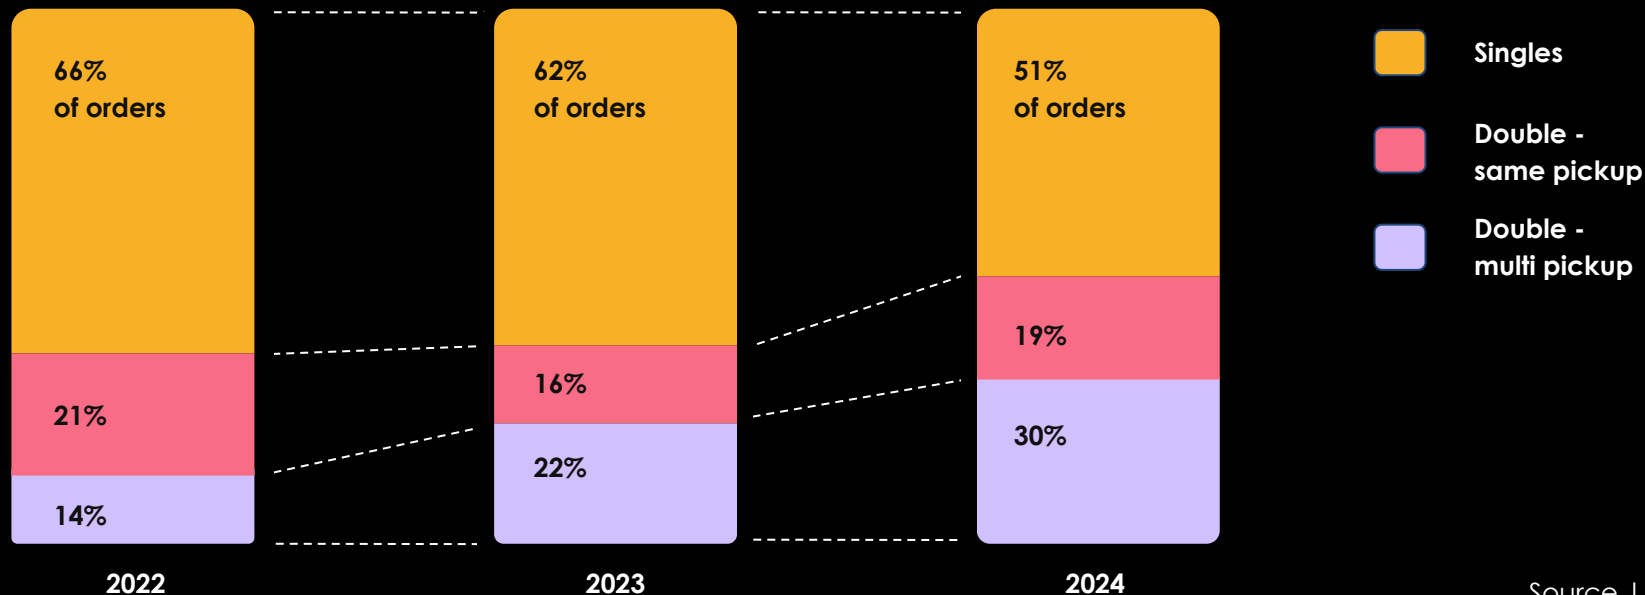 66%
of orders
21%
14%
2022
62%
of orders
16%
22%
2023
51%
of orders
19%
30%
2024
Singles
Double -
same pickup
Double -
multi pickup
Source